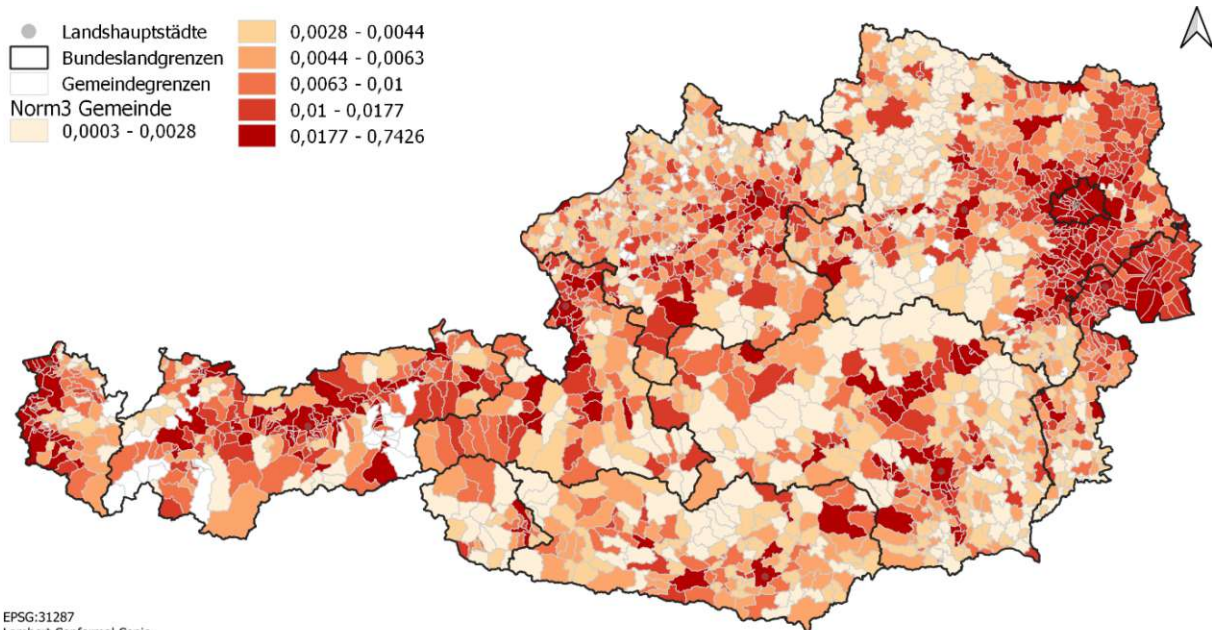 Landshauptstädte
Bundeslandgrenzen
Gemeindegrenzen
Norm3 Gemeinde
0,0003 - 0,0028
0,0028 - 0,0044
0,0044 - 0,0063
0,0063 - 0,01
0,01 - 0,0177
0,0177 - 0,7426
EPSG:31287